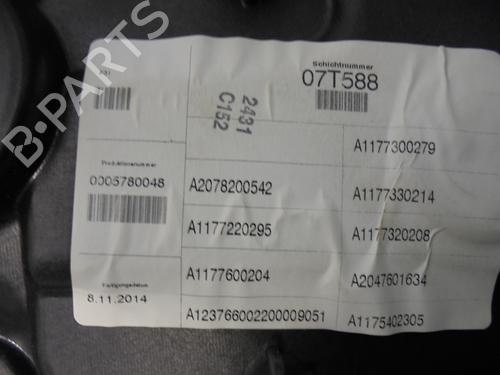 B-PARTS
Schichtnummer
07T588
2431
C152
Produktionsnummer
0005780048
Fertigungsdatum
8.11.2014
A2078200542
A1177220295
A1177600204
A123766002200009051
A1177300279
A1177330214
A1177320208
A2047601634
A1175402305